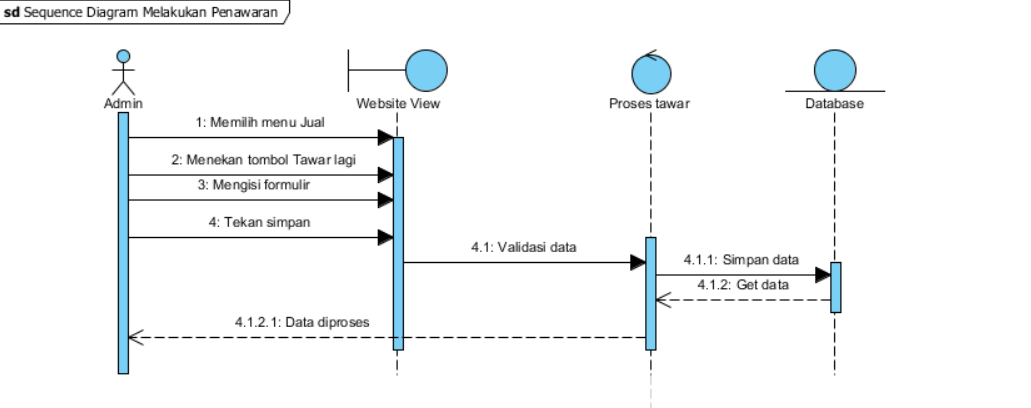 sd Sequence Diagram Melakukan Penawaran
Admin
Website View
Proses tawar
Database
1: Memilih menu Jual
2: Menekan tombol Tawar lagi
3: Mengisi formulir
4: Tekan simpan
4.1: Validasi data
4.1.1: Simpan data
4.1.2: Get data
4.1.2.1: Data diproses